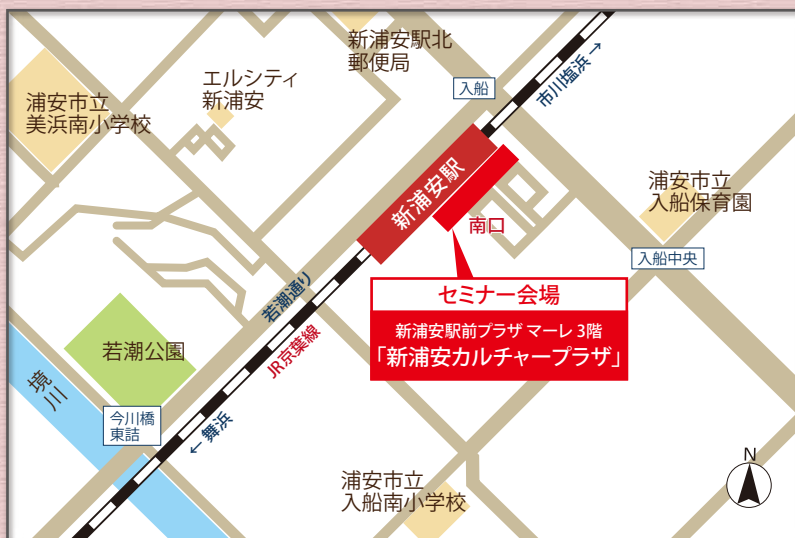 新浦安駅北
郵便局
エルシティ
新浦安
浦安市立
美浜南小学校
入船
市川塩浜 →
新浦安駅
南口
浦安市立
入船保育園
入船中央
セミナー会場
新浦安駅前プラザ マーレ 3階
「新浦安カルチャープラザ」
若潮通り
JR京葉線
若潮公園
境川
今川橋
東詰
← 舞浜
浦安市立
入船南小学校
N